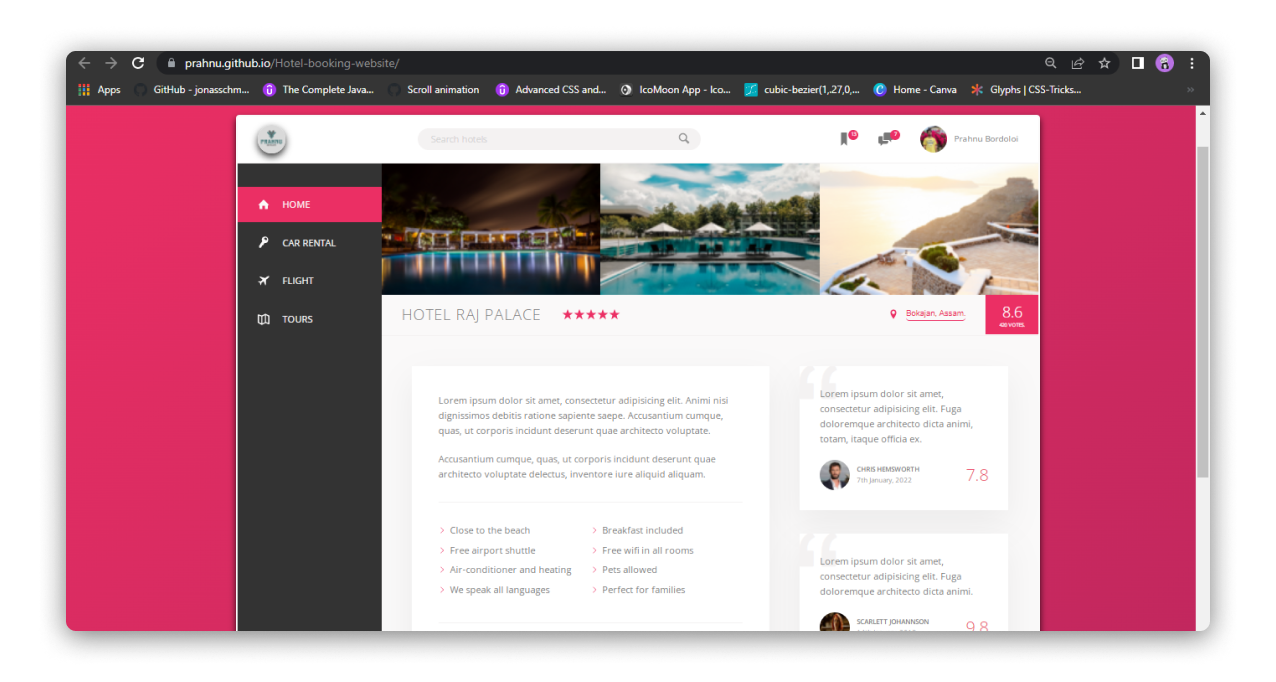 prahnu.github.io/Hotel-booking-website/
Apps GitHub - jonasschm... The Complete Java... Scroll animation Advanced CSS and... IcoMoon App - Ico... cubic-bezier(1,.27,0,... Home - Canva Glyphs | CSS-Tricks...
PRAHNU
Search hotels
Prahnu Bordoloi
HOME
CAR RENTAL
FLIGHT
TOURS
HOTEL RAJ PALACE
Bokajan, Assam.
8.6
VOTES.
Lorem ipsum dolor sit amet, consectetur adipisicing elit. Animi nisi
dignissimos debitis ratione sapiente saepe. Accusantium cumque,
quas, ut corporis incidunt deserunt quae architecto voluptate.
Accusantium cumque, quas, ut corporis incidunt deserunt quae
architecto voluptate delectus, inventore iure aliquid aliquam.
Close to the beach
Free airport shuttle
Air-conditioner and heating
We speak all languages
Breakfast included
Free wifi in all rooms
Pets allowed
Perfect for families
Lorem ipsum dolor sit amet,
consectetur adipisicing elit. Fuga
doloremque architecto dicta animi,
totam, itaque officia ex.
CHRIS HEMSWORTH
7th January, 2022
7.8
Lorem ipsum dolor sit amet,
consectetur adipisicing elit. Fuga
doloremque architecto dicta animi.
SCARLETT JOHANNSON
9.8